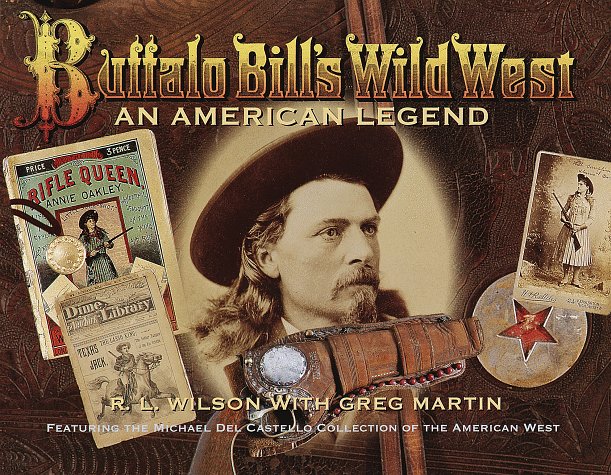 Buffalo Bill's Wild West
AN AMERICAN LEGEND
PRICE 3 PENCE
RIFLE QUEEN.
ANNIE OAKLEY.
Dime
Library
TEXAS
JACK
R. L. WILSON WITH GREG MARTIN
FEATURING THE MICHAEL DEL CASTELLO COLLECTION OF THE AMERICAN WEST